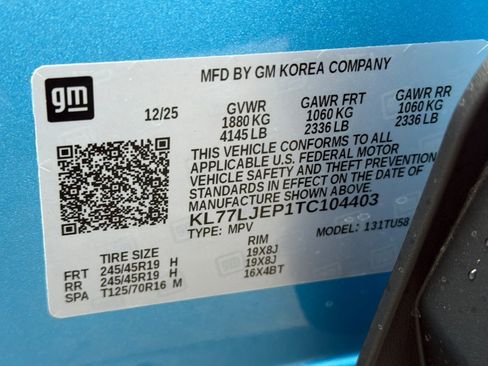 gm
MFD BY GM KOREA COMPANY
12/25 GVWR GAWR FRT GAWR RR
1880 KG 1060 KG 1060 KG
4145 LB 2336 LB 2336 LB
THIS VEHICLE CONFORMS TO ALL
APPLICABLE U.S. FEDERAL MOTOR
VEHICLE SAFETY AND THEFT PREVENTION
STANDARDS IN EFFECT ON THE DATE OF
MANUFACTURE SHOWN ABOVE.
KL77LJEP1TC104403
TYPE: MPV MODEL: 131TU58
TIRE SIZE RIM
FRT 245/45R19 H 19X8J
RR 245/45R19 H 19X8J
SPA T125/70R16 M 16X4BT